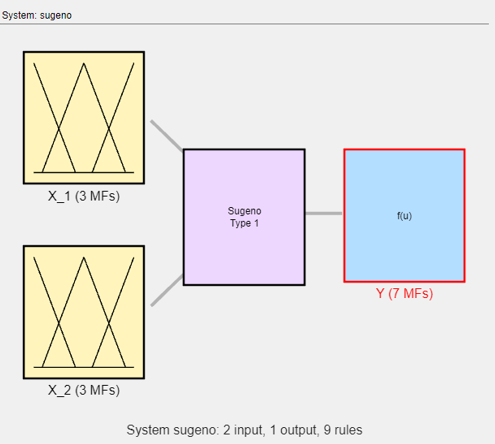 System: sugeno
X_1 (3 MFs)
Sugeno
Type 1
f(u)
Y (7 MFs)
X_2 (3 MFs)
System sugeno: 2 input, 1 output, 9 rules